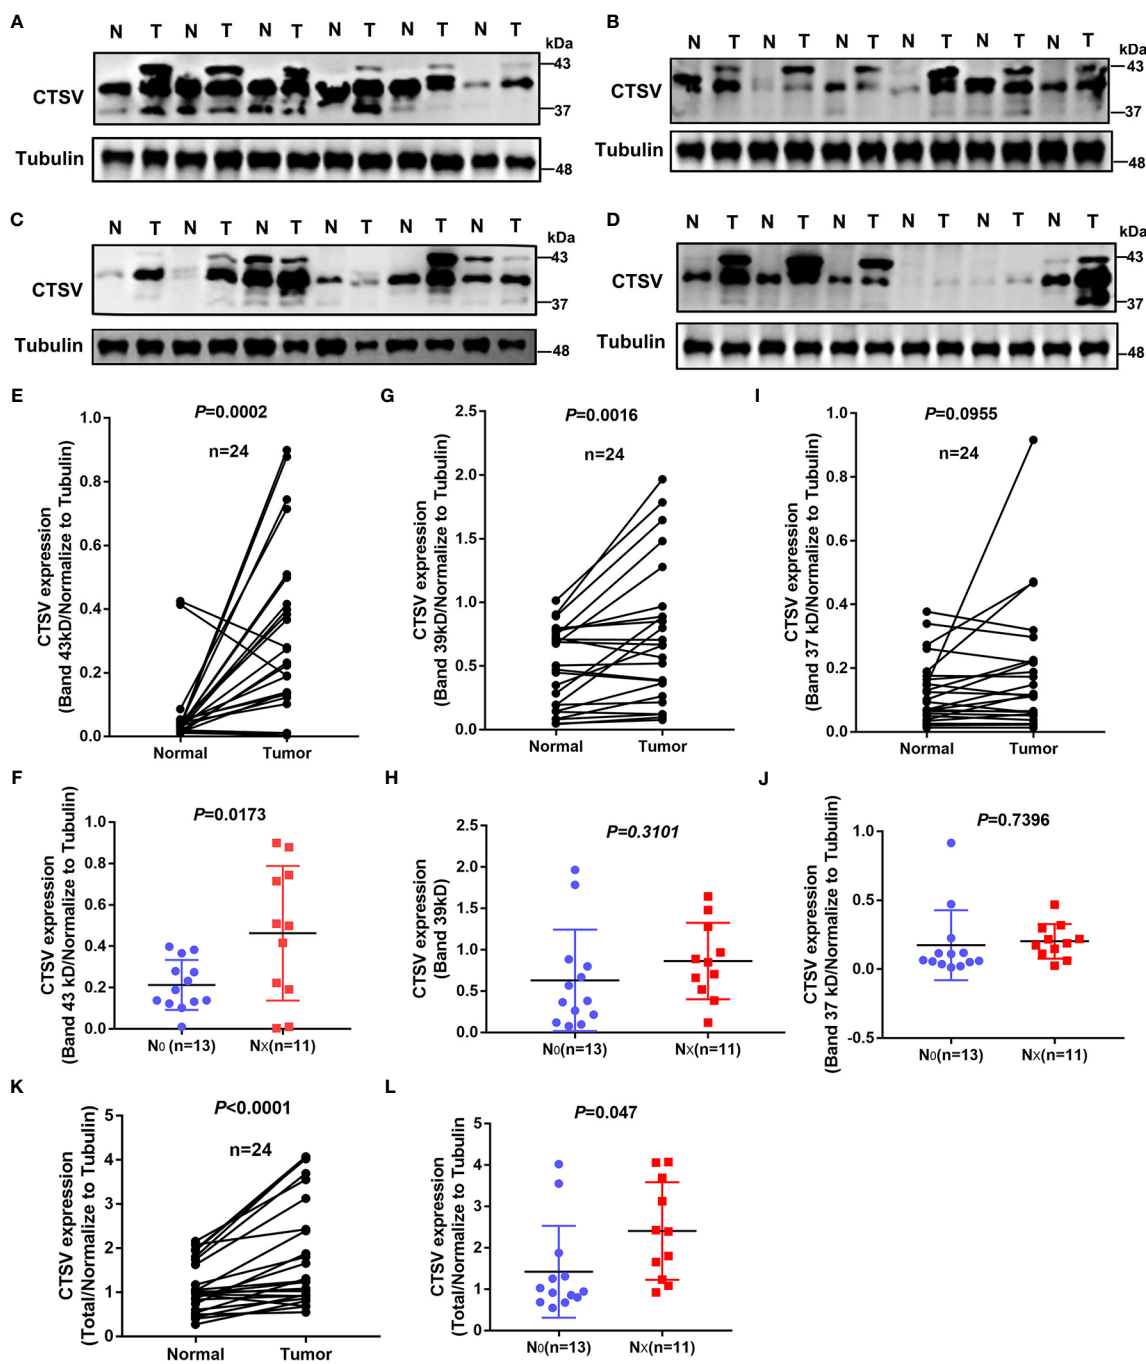 A
N T N T N T N T N T N T
kDa
CTSV
43
37
Tubulin
48
B
N T N T N T N T N T N T
kDa
CTSV
43
37
Tubulin
48
C
N T N T N T N T N T N T
kDa
CTSV
43
37
Tubulin
48
D
N T N T N T N T N T N T
kDa
CTSV
43
37
Tubulin
48
E
P=0.0002
n=24
CTSV expression
(Band 43kD/Normalize to Tubulin)
1.0
0.8
0.6
0.4
0.2
0.0
Normal Tumor
G
P=0.0016
n=24
CTSV expression
(Band 39kD/Normalize to Tubulin)
2.5
2.0
1.5
1.0
0.5
0.0
Normal Tumor
I
P=0.0955
n=24
CTSV expression
(Band 37 kD/Normalize to Tubulin)
1.0
0.8
0.6
0.4
0.2
0.0
Normal Tumor
F
P=0.0173
CTSV expression
(Band 43 kD/Normalize to Tubulin)
1.0
0.8
0.6
0.4
0.2
0.0
N0(n=13) NX(n=11)
H
P=0.3101
CTSV expression
(Band 39kD)
2.5
2.0
1.5
1.0
0.5
0.0
N0(n=13) NX(n=11)
J
P=0.7396
CTSV expression
(Band 37 kD/Normalize to Tubulin)
1.0
0.5
0.0
-0.5
N0(n=13) NX(n=11)
K
P<0.0001
n=24
CTSV expression
(Total/Normalize to Tubulin)
5
4
3
2
1
0
Normal Tumor
L
P=0.047
CTSV expression
(Total/Normalize to Tubulin
5
4
3
2
1
0
N0(n=13) NX(n=11)